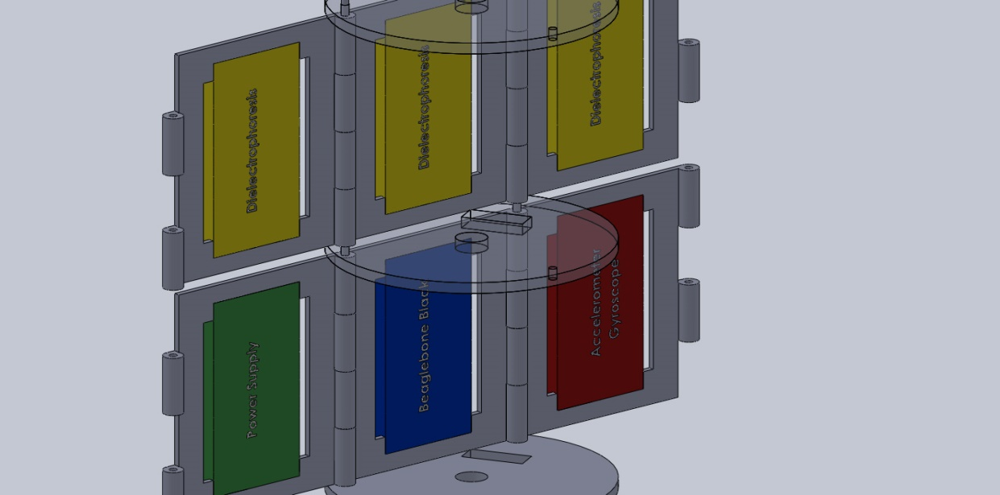 Dielectrophoresis
Dielectrophoresis
Dielectrophoresis
Power Supply
Beaglebone Black
Accelerometer
Gyroscope